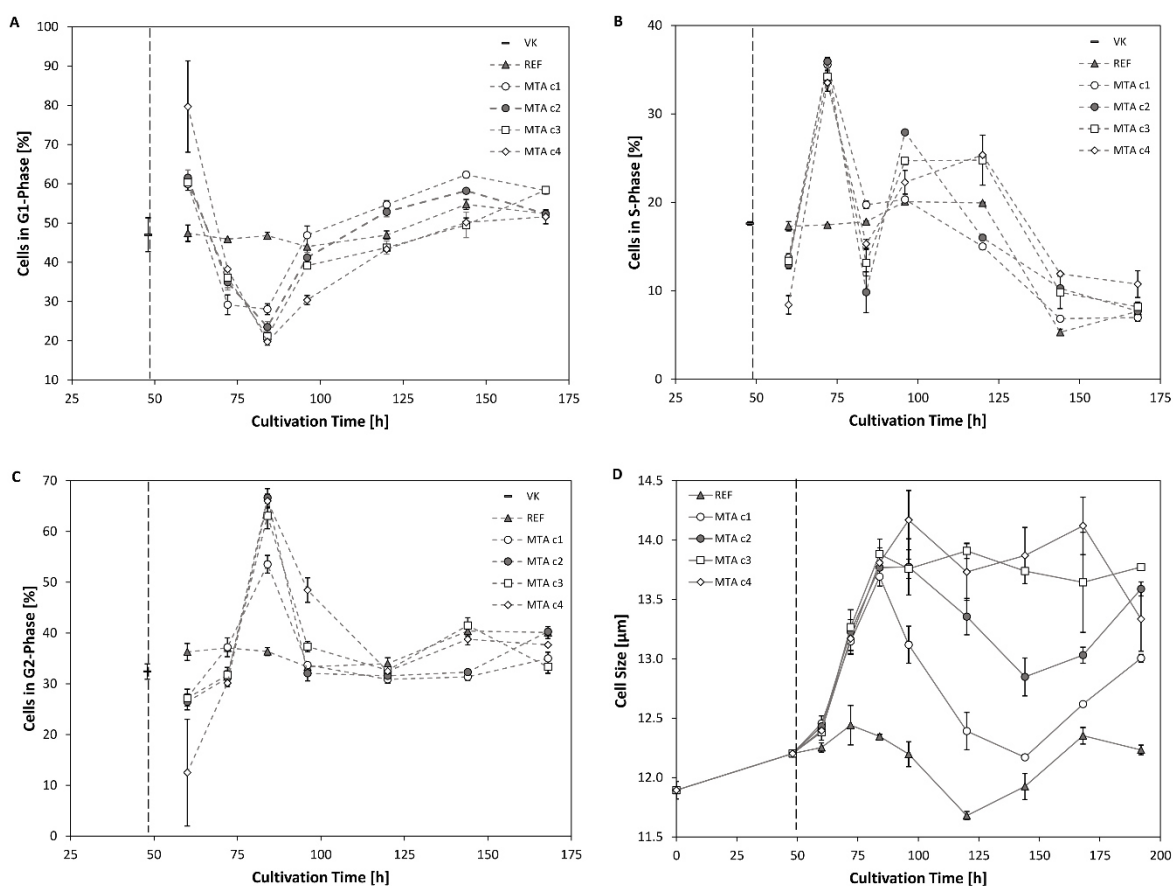 A
100
90
80
70
60
50
40
30
20
10
25
50
75
100
125
150
175
Cells in G1-Phase [%]
Cultivation Time [h]
VK
REF
MTA c1
MTA c2
MTA c3
MTA c4
B
40
30
20
10
0
25
50
75
100
125
150
175
Cells in S-Phase [%]
Cultivation Time [h]
VK
REF
MTA c1
MTA c2
MTA c3
MTA c4
C
70
60
50
40
30
20
10
0
25
50
75
100
125
150
175
Cells in G2-Phase [%]
Cultivation Time [h]
VK
REF
MTA c1
MTA c2
MTA c3
MTA c4
D
14.5
14.0
13.5
13.0
12.5
12.0
11.5
0
25
50
75
100
125
150
175
200
Cell Size [µm]
Cultivation Time [h]
REF
MTA c1
MTA c2
MTA c3
MTA c4